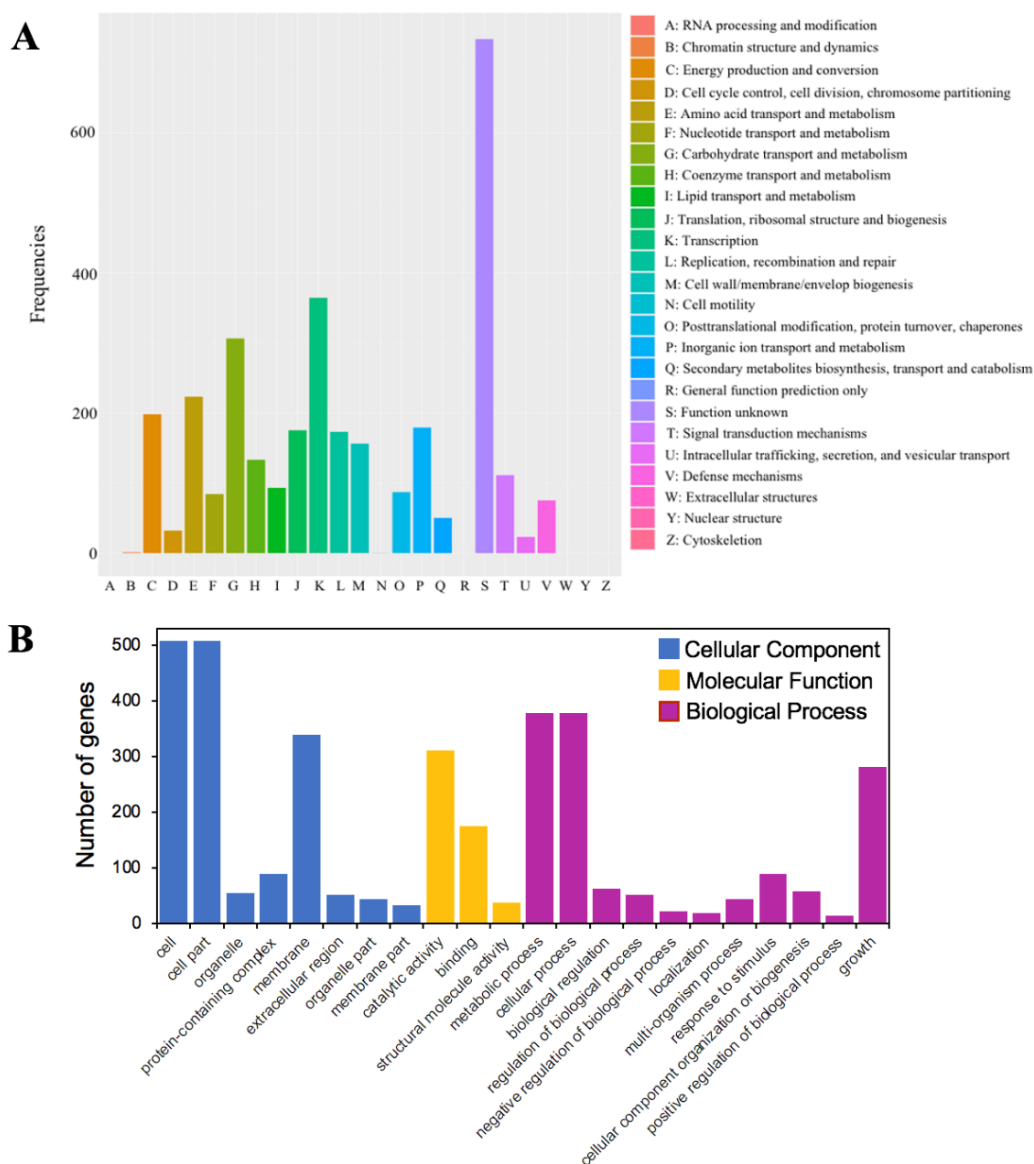 A
600
400
200
0
Frequencies
A B C D E F G H I J K L M N O P Q R S T U V W Y Z
A: RNA processing and modification
B: Chromatin structure and dynamics
C: Energy production and conversion
D: Cell cycle control, cell division, chromosome partitioning
E: Amino acid transport and metabolism
F: Nucleotide transport and metabolism
G: Carbohydrate transport and metabolism
H: Coenzyme transport and metabolism
I: Lipid transport and metabolism
J: Translation, ribosomal structure and biogenesis
K: Transcription
L: Replication, recombination and repair
M: Cell wall/membrane/envelop biogenesis
N: Cell motility
O: Posttranslational modification, protein turnover, chaperones
P: Inorganic ion transport and metabolism
Q: Secondary metabolites biosynthesis, transport and catabolism
R: General function prediction only
S: Function unknown
T: Signal transduction mechanisms
U: Intracellular trafficking, secretion, and vesicular transport
V: Defense mechanisms
W: Extracellular structures
Y: Nuclear structure
Z: Cytoskeletion
B
500
400
300
200
100
0
Number of genes
Cellular Component
Molecular Function
Biological Process
cell
cell part
organelle
protein-containing complex
membrane
extracellular region
organelle part
membrane part
catalytic activity
binding
structural molecule activity
metabolic process
cellular process
biological regulation
regulation of biological process
negative regulation of biological process
localization
multi-organism process
response to stimulus
cellular component organization or biogenesis
positive regulation of biological process
growth